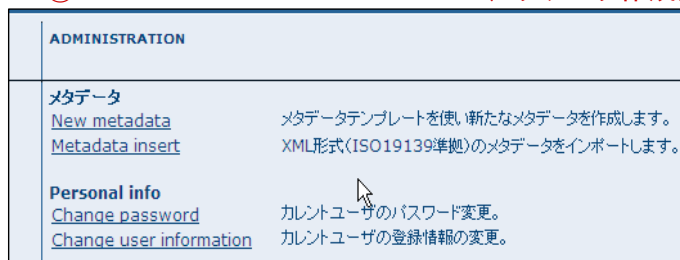 ADMINISTRATION
メタデータ
New metadata メタデータテンプレートを使い新たなメタデータを作成します。
Metadata insert XML形式(ISO19139準拠)のメタデータをインポートします。
Personal info
Change password カレントユーザのパスワード変更。
Change user information カレントユーザの登録情報の変更。